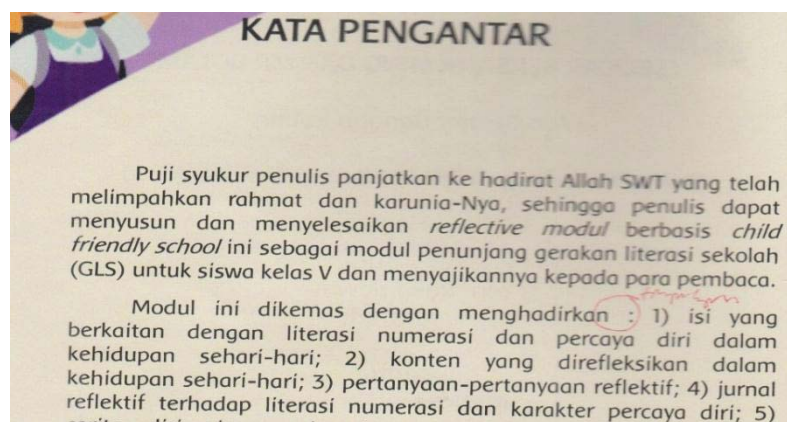 KATA PENGANTAR
Puji syukur penulis panjatkan ke hadirat Allah SWT yang telah
melimpahkan rahmat dan karunia-Nya, sehingga penulis dapat
menyusun dan menyelesaikan reflective modul berbasis child
friendly school ini sebagai modul penunjang gerakan literasi sekolah
(GLS) untuk siswa kelas V dan menyajikannya kepada para pembaca.
Modul ini dikemas dengan menghadirkan : 1) isi yang
berkaitan dengan literasi numerasi dan percaya diri dalam
kehidupan sehari-hari; 2) konten yang direfleksikan dalam
kehidupan sehari-hari; 3) pertanyaan-pertanyaan reflektif; 4) jurnal
reflektif terhadap literasi numerasi dan karakter percaya diri; 5)